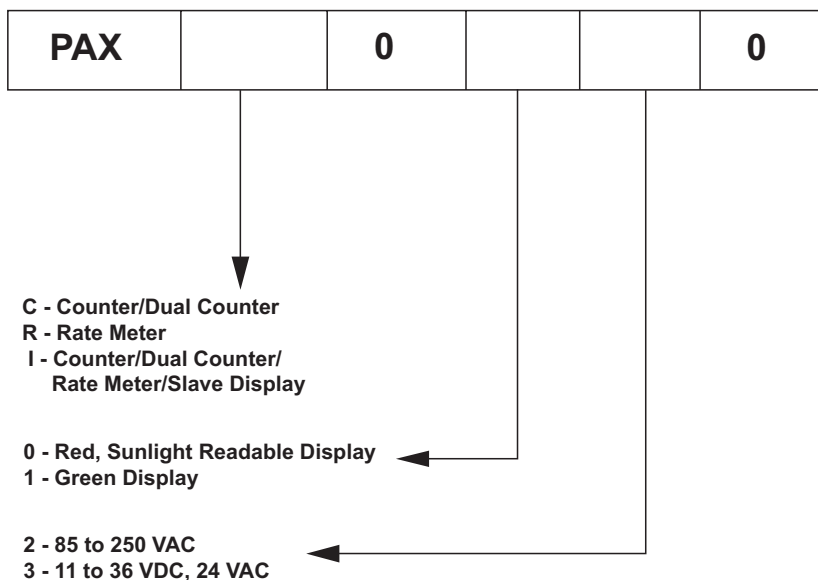 PAX 0 0
C - Counter/Dual Counter
R - Rate Meter
I - Counter/Dual Counter/
Rate Meter/Slave Display
0 - Red, Sunlight Readable Display
1 - Green Display
2 - 85 to 250 VAC
3 - 11 to 36 VDC, 24 VAC